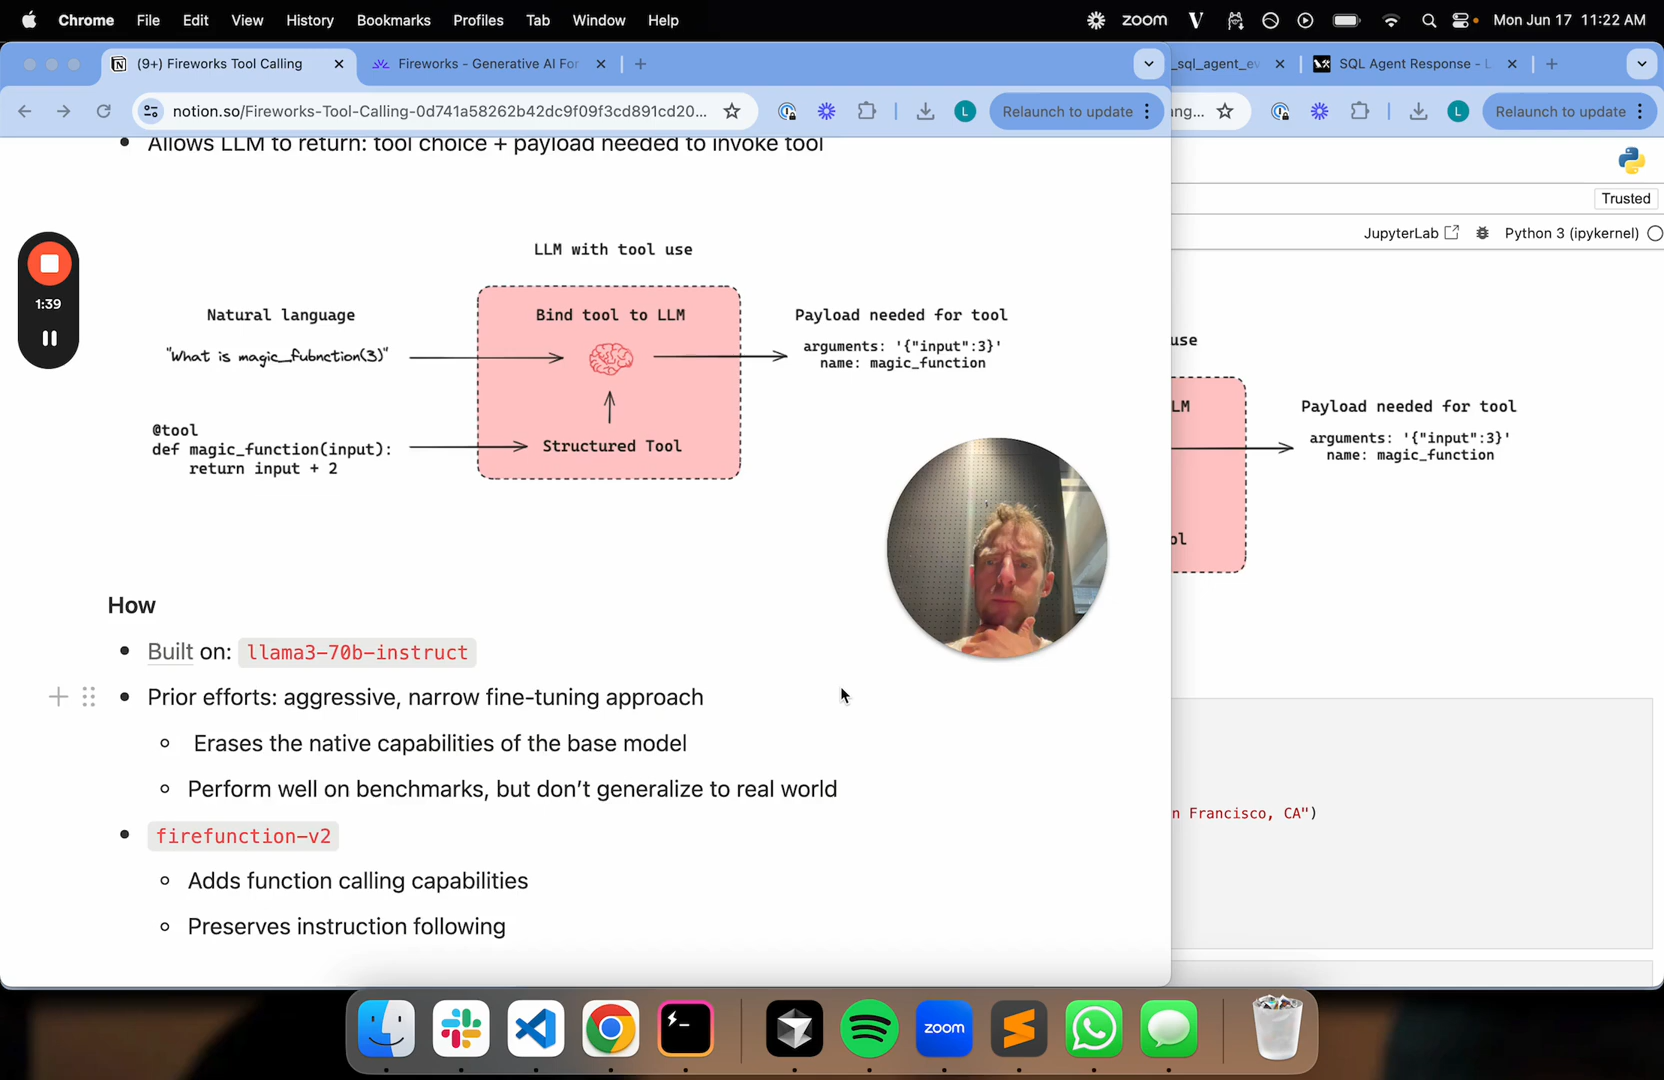 Chrome File Edit View History Bookmarks Profiles Tab Window Help
zoom
Mon Jun 17 11:22 AM
(9+) Fireworks Tool Calling
Fireworks - Generative AI For
_sql_agent_ev
SQL Agent Response - L
notion.so/Fireworks-Tool-Calling-0d741a58262b42dc9f09f3cd891cd20...
L
Relaunch to update
ang...
L
Relaunch to update
Allows LLM to return: tool choice + payload needed to invoke tool
Trusted
JupyterLab
Python 3 (ipykernel)
1:39
LLM with tool use
Natural language
Bind tool to LLM
Payload needed for tool
"What is magic_fubnction(3)"
arguments: '{"input":3}'
name: magic_function
@tool
def magic_function(input):
return input + 2
Structured Tool
use
LM
Payload needed for tool
arguments: '{"input":3}'
name: magic_function
ol
How
Built on: llama3-70b-instruct
Prior efforts: aggressive, narrow fine-tuning approach
Erases the native capabilities of the base model
Perform well on benchmarks, but don’t generalize to real world
n Francisco, CA")
firefunction-v2
Adds function calling capabilities
Preserves instruction following
zoom